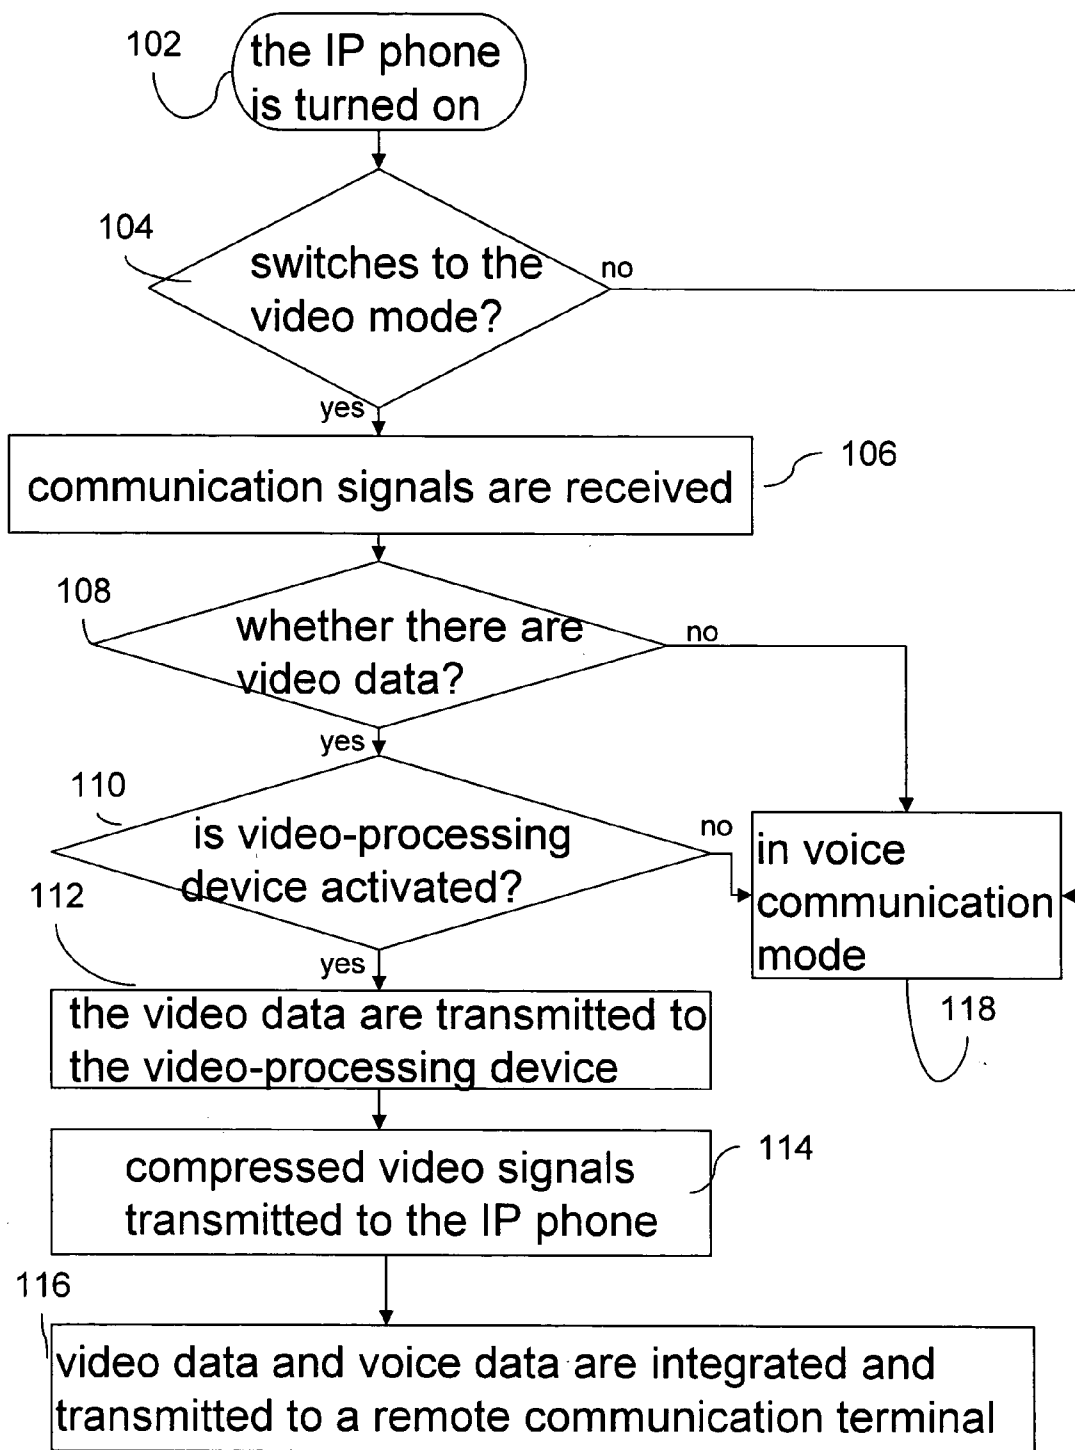 102
the IP phone
is turned on
104
switches to the
video mode?
no
yes
communication signals are received
106
108
whether there are
video data?
no
yes
110
is video-processing
device activated?
no
112
yes
in voice
communication
mode
118
the video data are transmitted to
the video-processing device
compressed video signals
transmitted to the IP phone
114
116
video data and voice data are integrated and
transmitted to a remote communication terminal